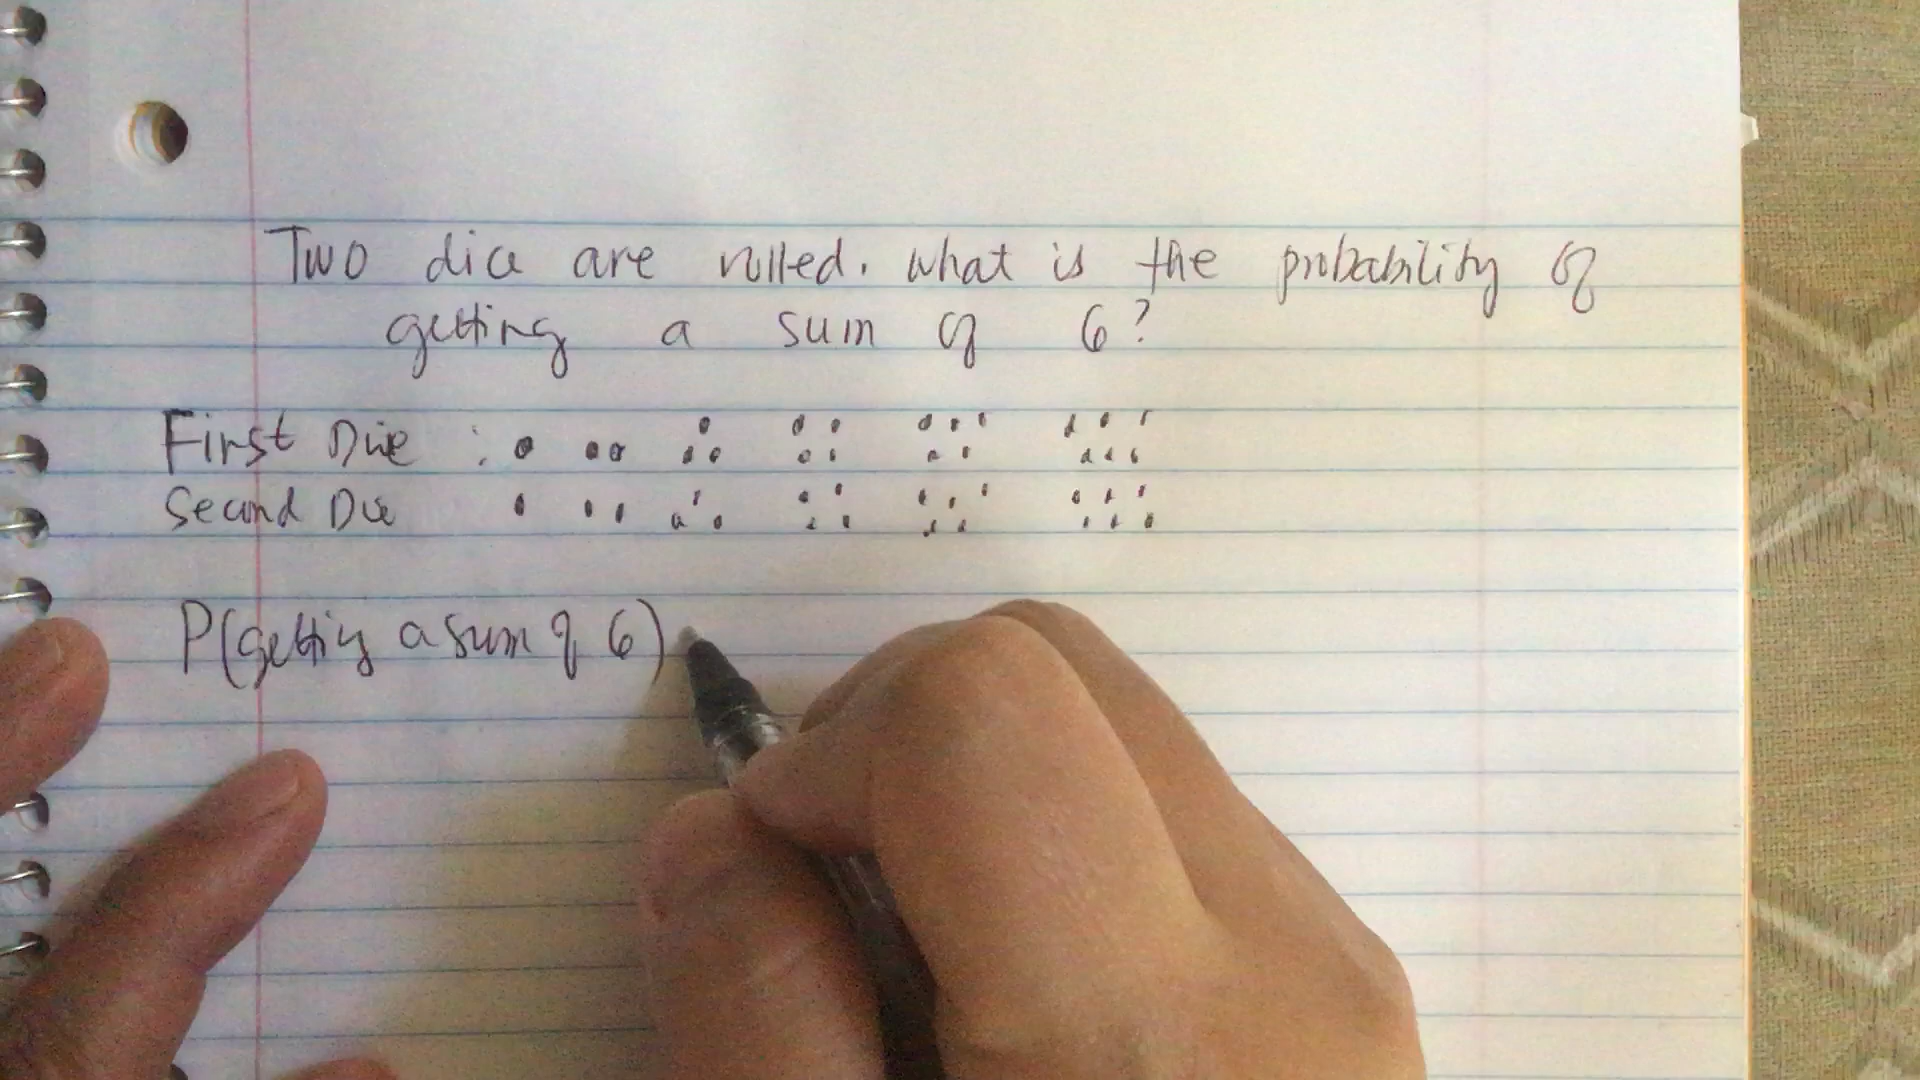 Two dice are rolled. What is the probability of
getting a sum of 6?
First Die :
Second Die
P(getting a sum of 6)